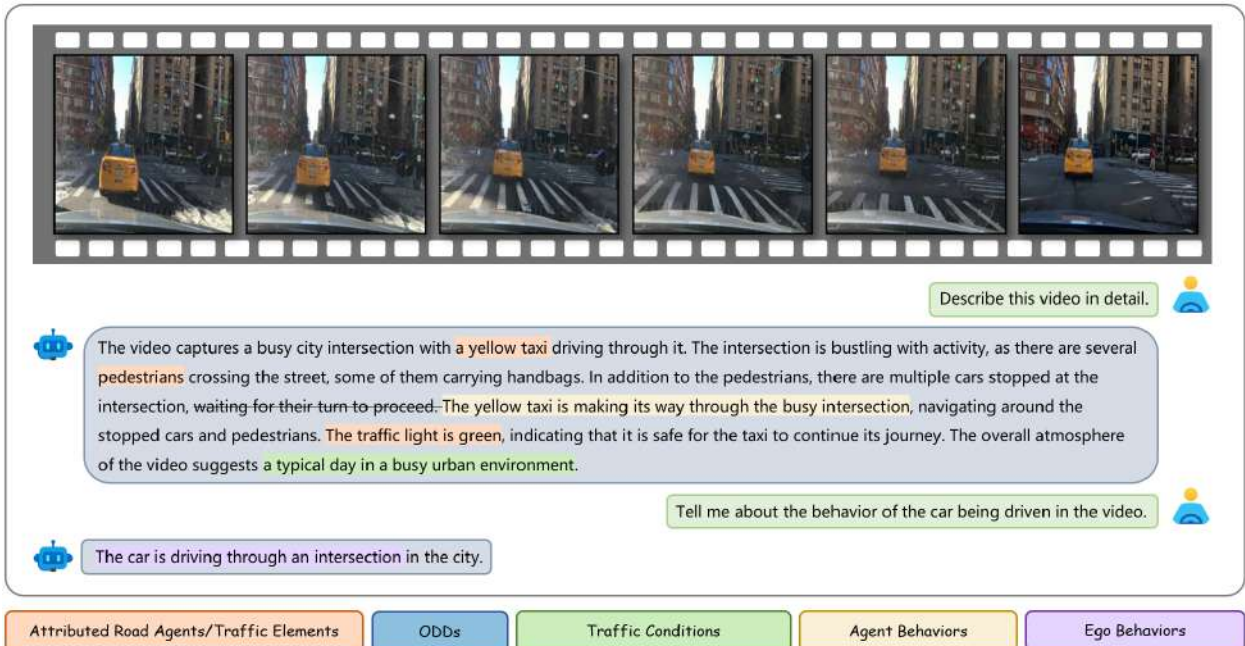 Describe this video in detail.
The video captures a busy city intersection with a yellow taxi driving through it. The intersection is bustling with activity, as there are several
pedestrians crossing the street, some of them carrying handbags. In addition to the pedestrians, there are multiple cars stopped at the
intersection, waiting for their turn to proceed. The yellow taxi is making its way through the busy intersection, navigating around the
stopped cars and pedestrians. The traffic light is green, indicating that it is safe for the taxi to continue its journey. The overall atmosphere
of the video suggests a typical day in a busy urban environment.
Tell me about the behavior of the car being driven in the video.
The car is driving through an intersection in the city.
Attributed Road Agents/Traffic Elements
ODDs
Traffic Conditions
Agent Behaviors
Ego Behaviors